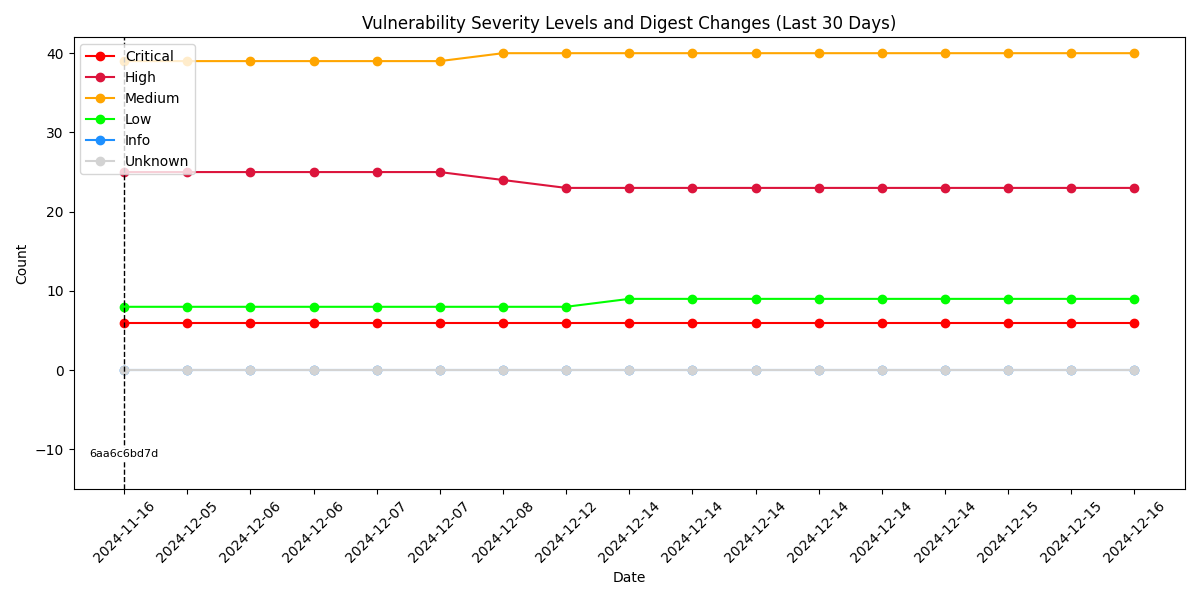 Vulnerability Severity Levels and Digest Changes (Last 30 Days)
40
30
20
10
0
−10
Count
Critical
High
Medium
Low
Info
Unknown
6aa6c6bd7d
2024-11-16
2024-12-05
2024-12-06
2024-12-06
2024-12-07
2024-12-07
2024-12-08
2024-12-12
2024-12-14
2024-12-14
2024-12-14
2024-12-14
2024-12-14
2024-12-14
2024-12-15
2024-12-15
2024-12-16
Date